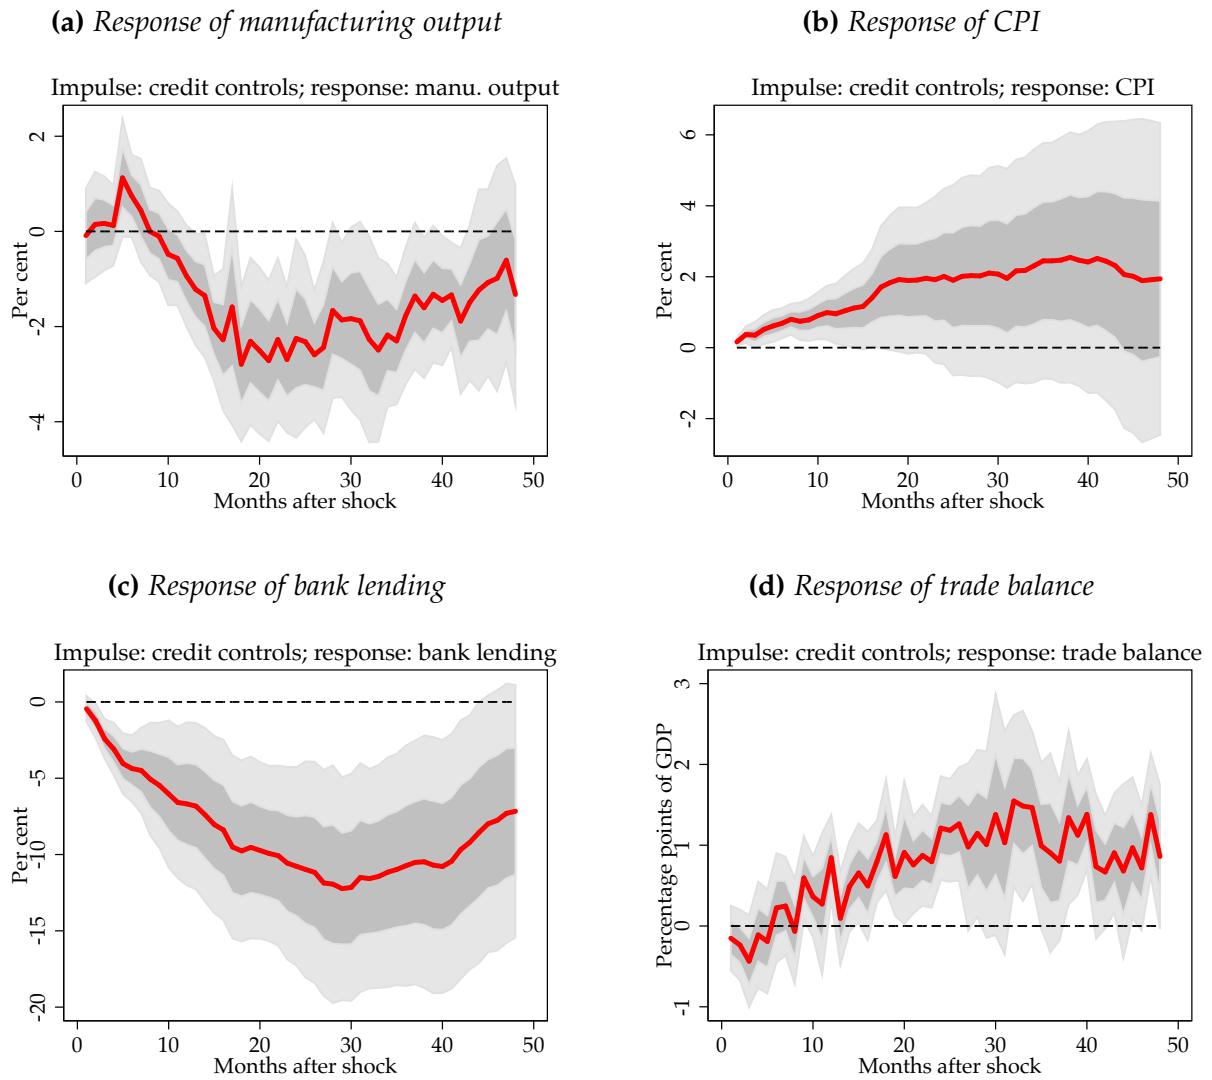 (a) Response of manufacturing output
Impulse: credit controls; response: manu. output
Per cent
2
0
-2
-4
0 10 20 30 40 50
Months after shock
(b) Response of CPI
Impulse: credit controls; response: CPI
Per cent
6
4
2
0
-2
0 10 20 30 40 50
Months after shock
(c) Response of bank lending
Impulse: credit controls; response: bank lending
Per cent
0
-5
-10
-15
-20
0 10 20 30 40 50
Months after shock
(d) Response of trade balance
Impulse: credit controls; response: trade balance
Percentage points of GDP
3
2
1
0
-1
0 10 20 30 40 50
Months after shock